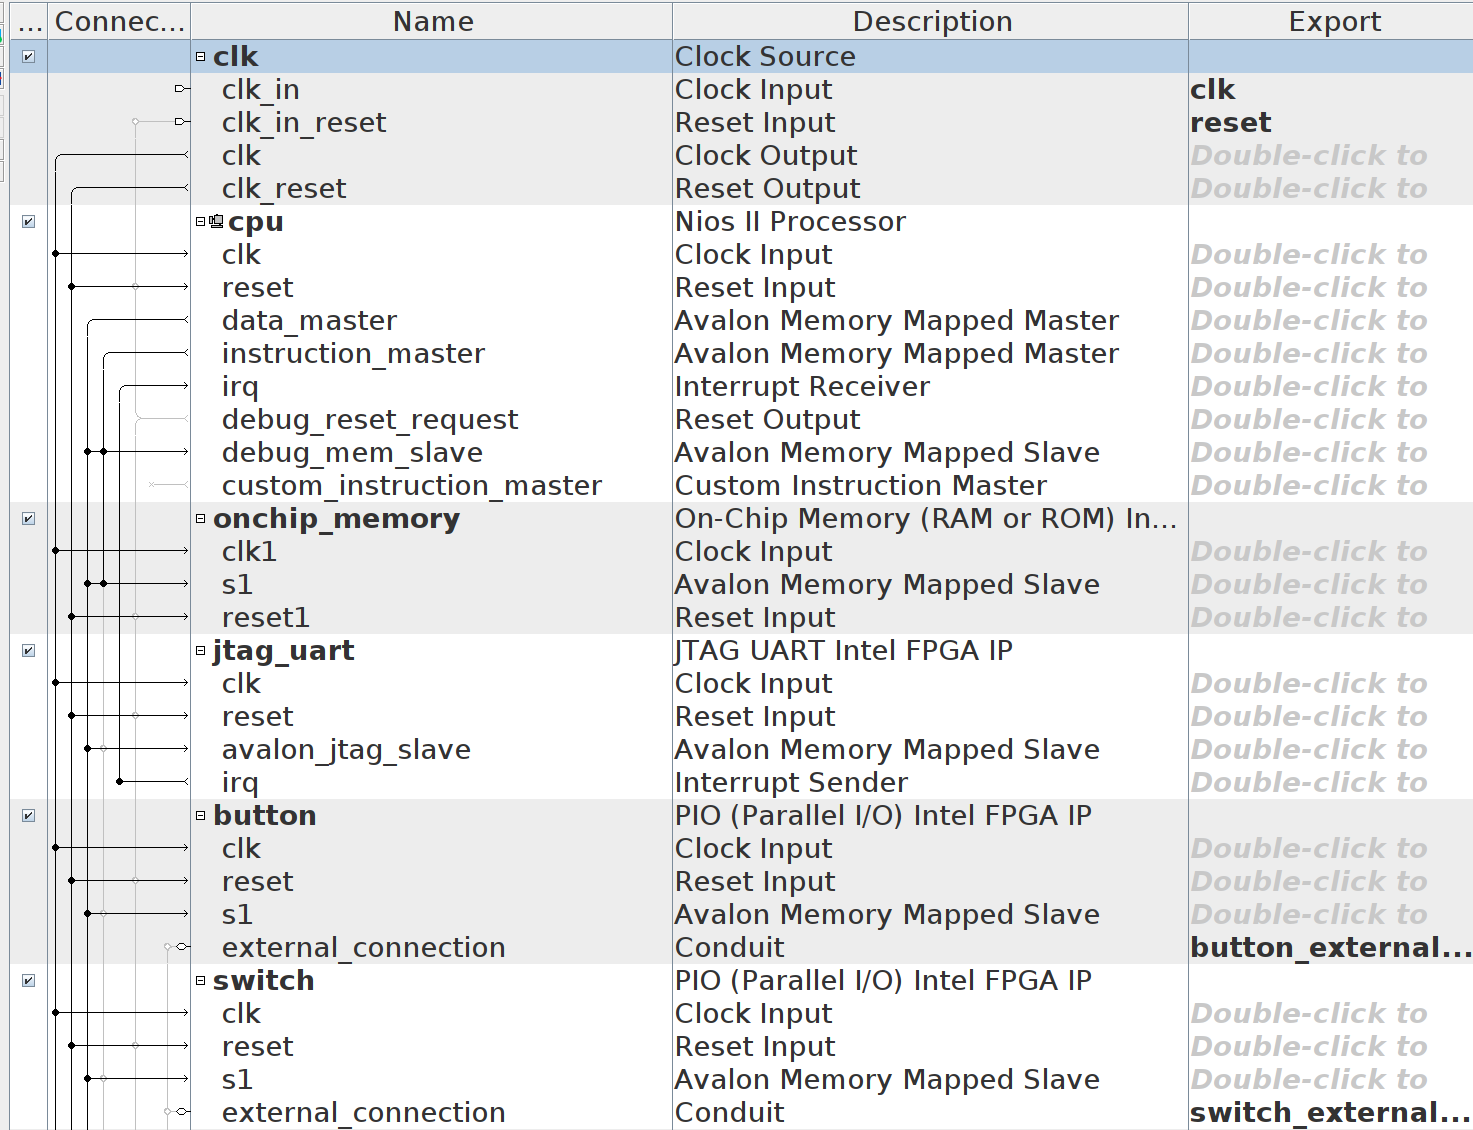 ... Connec... Name Description Export
clk Clock Source
clk_in Clock Input clk
clk_in_reset Reset Input reset
clk Clock Output Double-click to
clk_reset Reset Output Double-click to
cpu Nios II Processor
clk Clock Input Double-click to
reset Reset Input Double-click to
data_master Avalon Memory Mapped Master Double-click to
instruction_master Avalon Memory Mapped Master Double-click to
irq Interrupt Receiver Double-click to
debug_reset_request Reset Output Double-click to
debug_mem_slave Avalon Memory Mapped Slave Double-click to
custom_instruction_master Custom Instruction Master Double-click to
onchip_memory On-Chip Memory (RAM or ROM) In...
clk1 Clock Input Double-click to
s1 Avalon Memory Mapped Slave Double-click to
reset1 Reset Input Double-click to
jtag_uart JTAG UART Intel FPGA IP
clk Clock Input Double-click to
reset Reset Input Double-click to
avalon_jtag_slave Avalon Memory Mapped Slave Double-click to
irq Interrupt Sender Double-click to
button PIO (Parallel I/O) Intel FPGA IP
clk Clock Input Double-click to
reset Reset Input Double-click to
s1 Avalon Memory Mapped Slave Double-click to
external_connection Conduit button_external...
switch PIO (Parallel I/O) Intel FPGA IP
clk Clock Input Double-click to
reset Reset Input Double-click to
s1 Avalon Memory Mapped Slave Double-click to
external_connection Conduit switch_external...